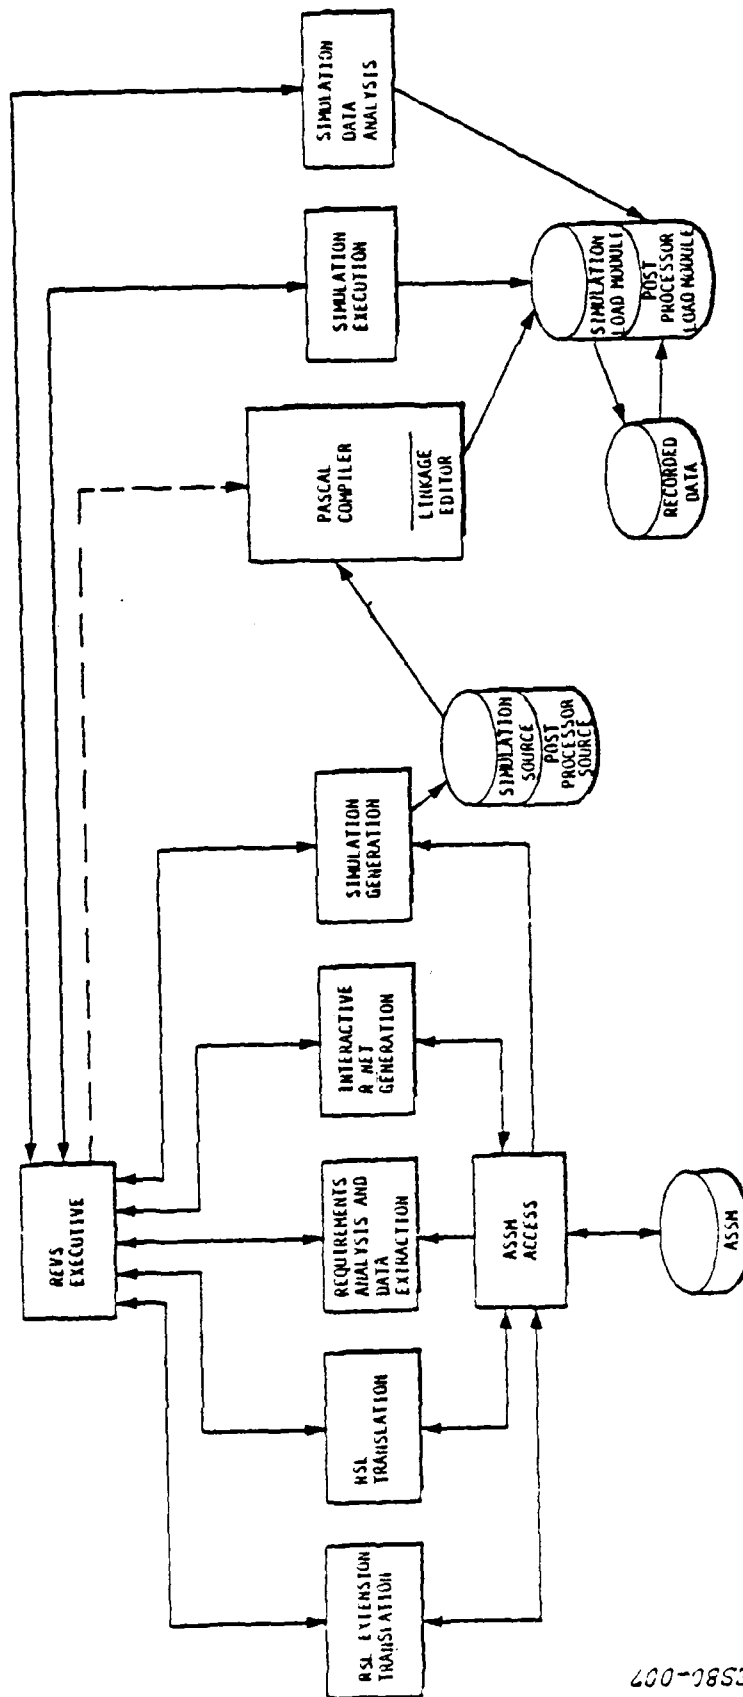 REVS
EXECUTIVE
RSL EXTENSION
TRANSLATION
RSL
TRANSLATION
REQUIREMENTS
ANALYSIS AND
DATA
EXTRACTION
INTERACTIVE
R NET
GENERATION
SIMULATION
GENERATION
PASCAL
COMPILER
LINKAGE
EDITOR
SIMULATION
EXECUTION
SIMULATION
DATA
ANALYSIS
ASSM
ACCESS
ASSM
SIMULATION
SOURCE
POST
PROCESSOR
SOURCE
RECORDED
DATA
SIMULATION
LOAD MODULE
POST
PROCESSOR
LOAD MODULE
CS80-007